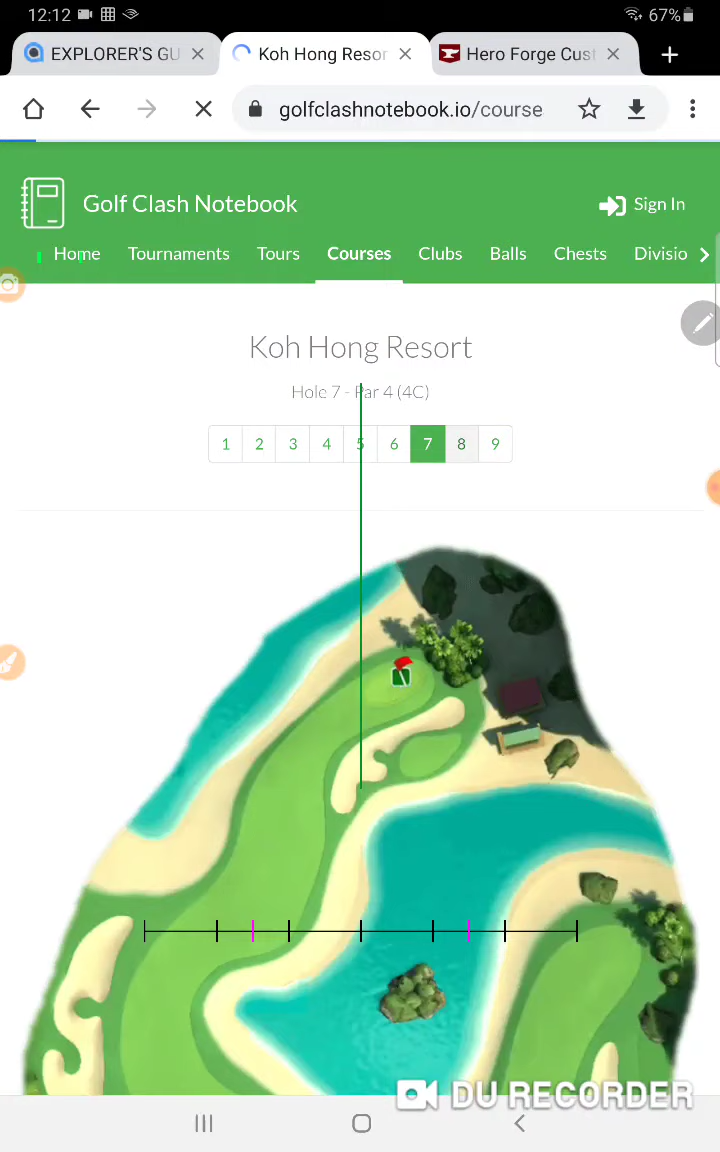 12:12 67%
EXPLORER'S GU Koh Hong Resor Hero Forge Cust
golfclashnotebook.io/course
Golf Clash Notebook Sign In
Home Tournaments Tours Courses Clubs Balls Chests Divisio
Koh Hong Resort
Hole 7 - Par 4 (4C)
1 2 3 4 5 6 7 8 9
DU RECORDER